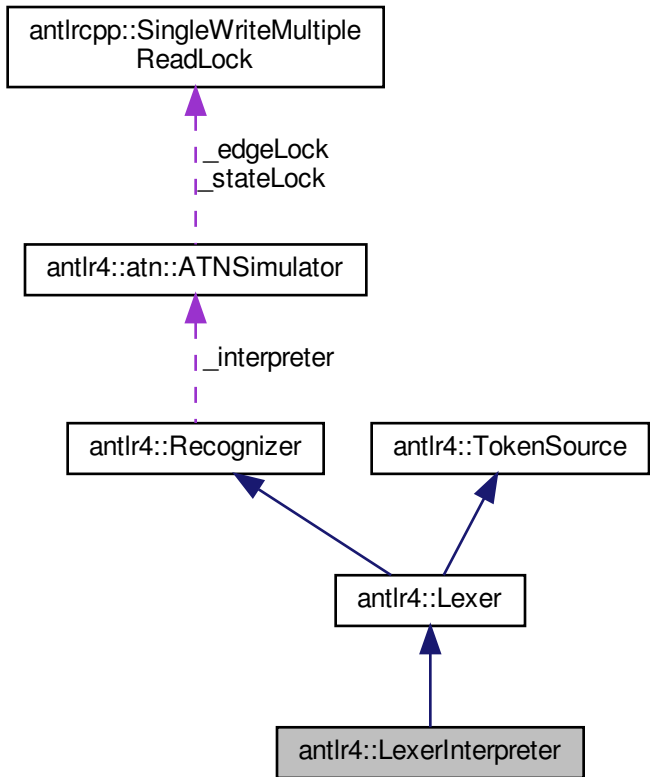 antlrcpp::SingleWriteMultiple
ReadLock
_edgeLock
_stateLock
antlr4::atn::ATNSimulator
_interpreter
antlr4::Recognizer
antlr4::TokenSource
antlr4::Lexer
antlr4::LexerInterpreter